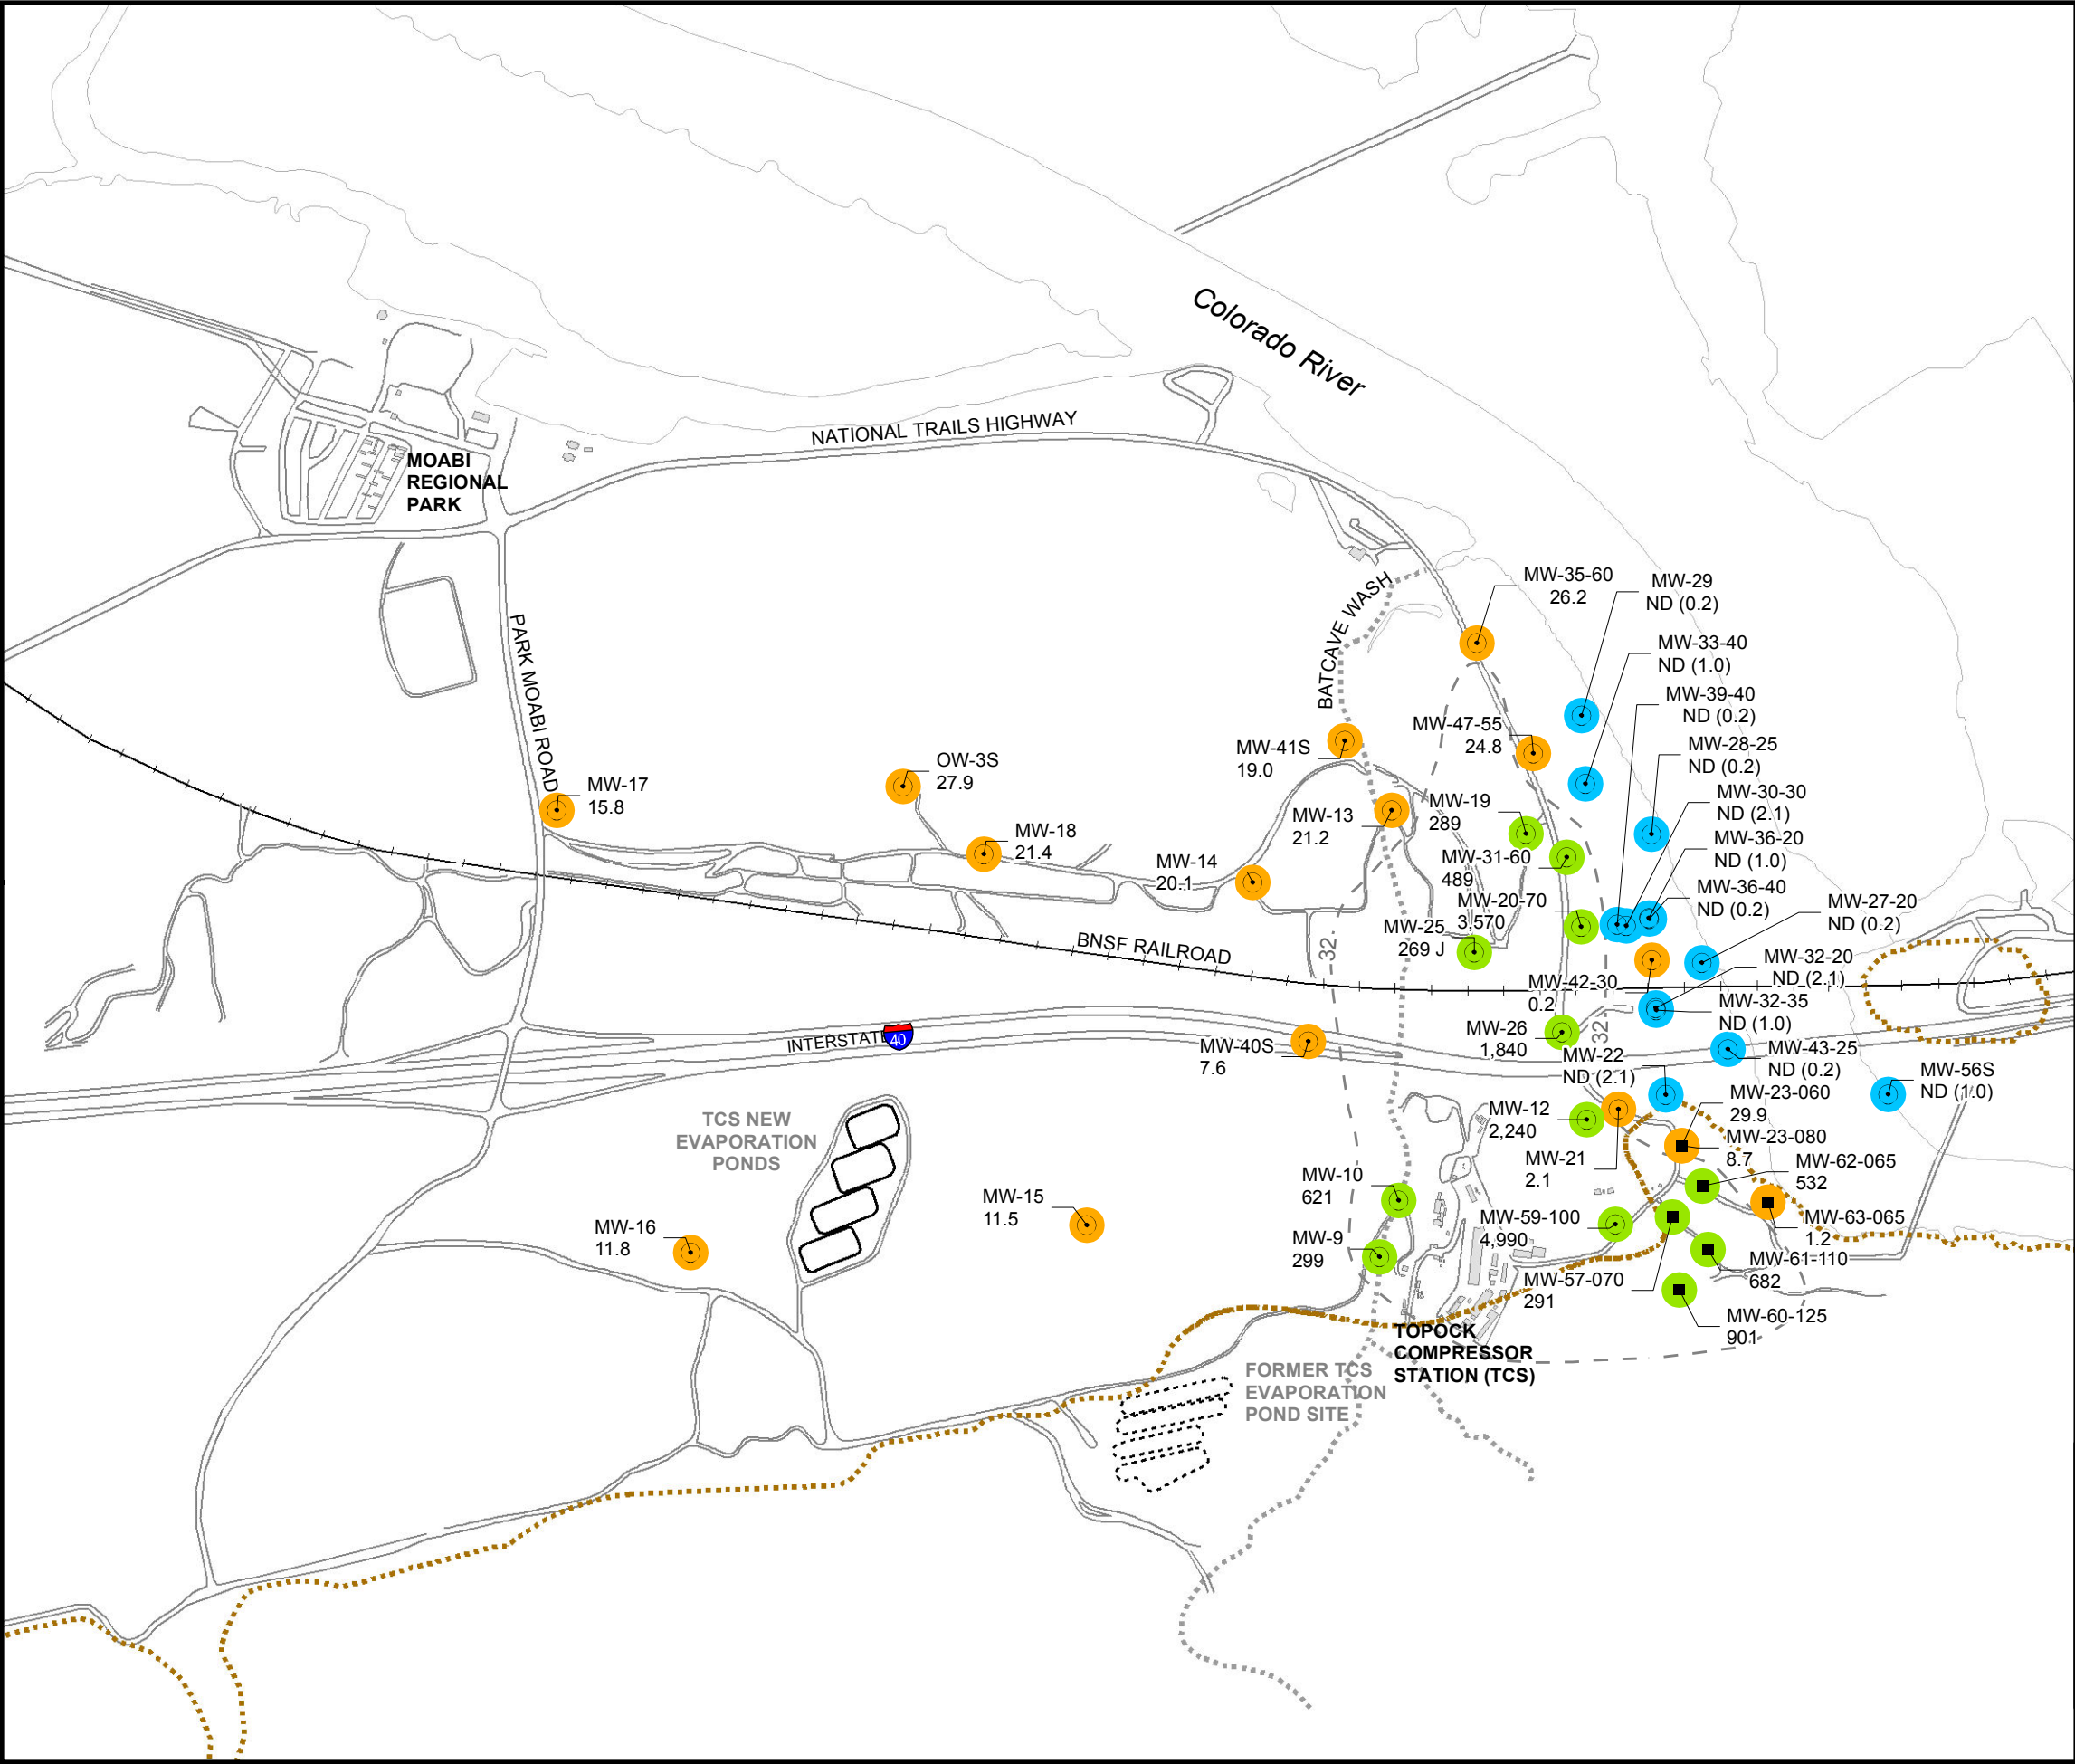 Colorado River
NATIONAL TRAILS HIGHWAY
MOABI
REGIONAL
PARK
PARK MOABI ROAD
BATCAVE WASH
MW-35-60
26.2
MW-29
ND (0.2)
MW-33-40
ND (1.0)
MW-39-40
ND (0.2)
MW-47-55
24.8
MW-41S
19.0
MW-28-25
ND (0.2)
OW-3S
27.9
MW-17
15.8
MW-30-30
ND (2.1)
MW-19
289
MW-13
21.2
MW-18
21.4
MW-36-20
ND (1.0)
MW-14
20.1
MW-31-60
489
MW-36-40
ND (0.2)
MW-20-70
3,570
MW-27-20
ND (0.2)
MW-25
269 J
32
BNSF RAILROAD
MW-32-20
ND (2.1)
MW-42-30
0.2
MW-32-35
ND (1.0)
MW-26
1,840
32
INTERSTATE
40
MW-40S
7.6
MW-22
ND (2.1)
MW-43-25
ND (0.2)
MW-56S
ND (1.0)
MW-23-060
29.9
TCS NEW
EVAPORATION
PONDS
MW-12
2,240
MW-23-080
8.7
MW-21
2.1
MW-62-065
532
MW-10
621
MW-15
11.5
MW-16
11.8
MW-59-100
4,990
MW-63-065
1.2
MW-9
299
MW-61-110
682
MW-57-070
291
MW-60-125
901
TOPOCK
COMPRESSOR
STATION (TCS)
FORMER TCS
EVAPORATION
POND SITE